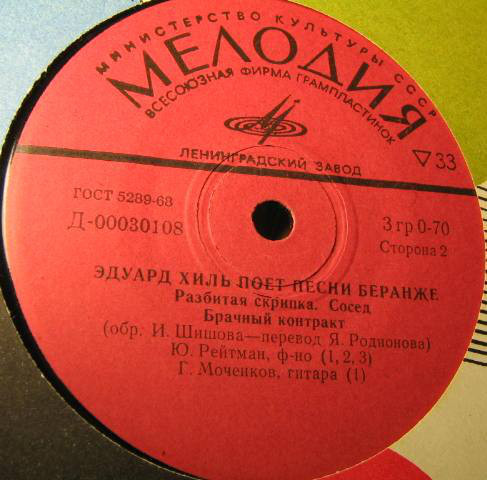 МИНИСТЕРСТВО КУЛЬТУРЫ СССР
МЕЛОДИЯ
ВСЕСОЮЗНАЯ ФИРМА ГРАМПЛАСТИНОК
ЛЕНИНГРАДСКИЙ ЗАВОД
▽33
ГОСТ 5289-68
Д-00030108
3 гр 0-70
Сторона 2
ЭДУАРД ХИЛЬ ПОЕТ ПЕСНИ БЕРАНЖЕ
Разбитая скрипка. Сосед
Брачный контракт
(обр. И. Шишова—перевод Я. Родионова)
Ю. Рейтман, ф-но (1, 2, 3)
Г. Моченков, гитара (1)